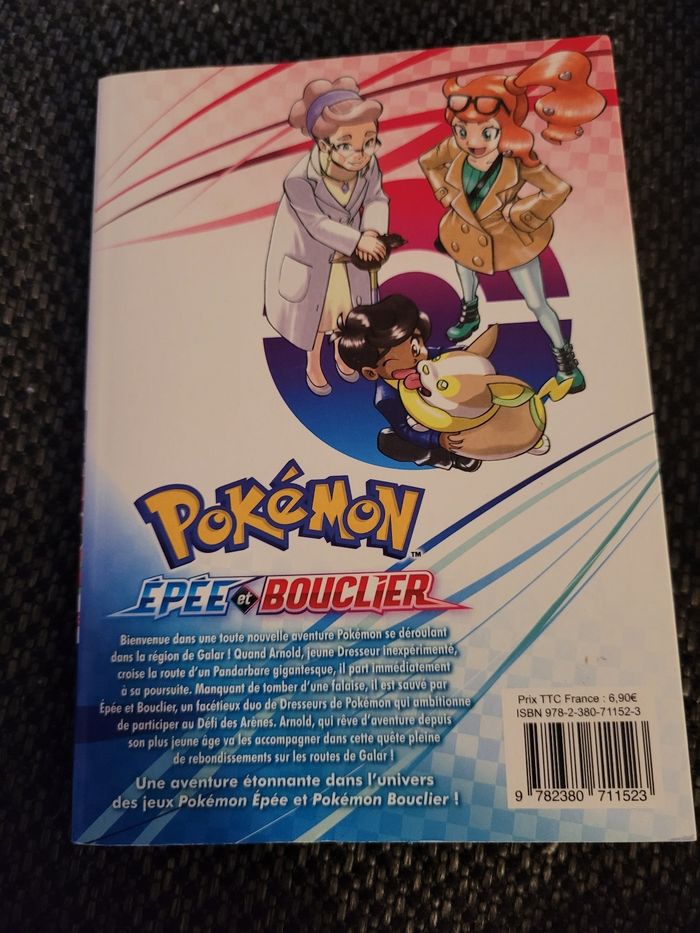 POKéMON
TM
ÉPÉE et BOUCLIER
Bienvenue dans une toute nouvelle aventure Pokémon se déroulant
dans la région de Galar ! Quand Arnold, jeune Dresseur inexpérimenté,
croise la route d'un Pandarbare gigantesque, il part immédiatement
à sa poursuite. Manquant de tomber d'une falaise, il est sauvé par
Épée et Bouclier, un facétieux duo de Dresseurs de Pokémon qui ambitionne
de participer au Défi des Arènes. Arnold, qui rêve d'aventure depuis
son plus jeune âge va les accompagner dans cette quête pleine
de rebondissements sur les routes de Galar !
Une aventure étonnante dans l'univers
des jeux Pokémon Épée et Pokémon Bouclier !
Prix TTC France : 6,90€
ISBN 978-2-380-71152-3
9 782380 711523